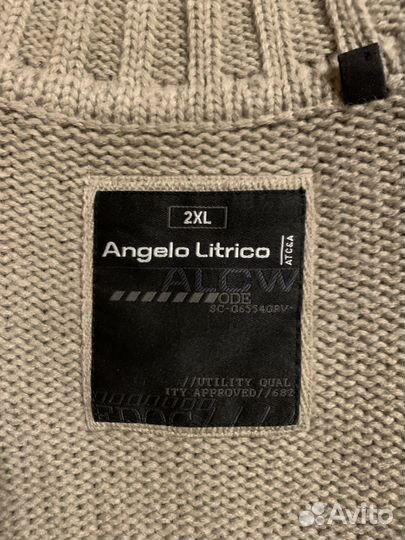 2XL
Angelo Litrico
ATC&A
ALCW
ODE
SC-G6554GRV-
//UTILITY QUAL
ITY APPROVED//682
Avito